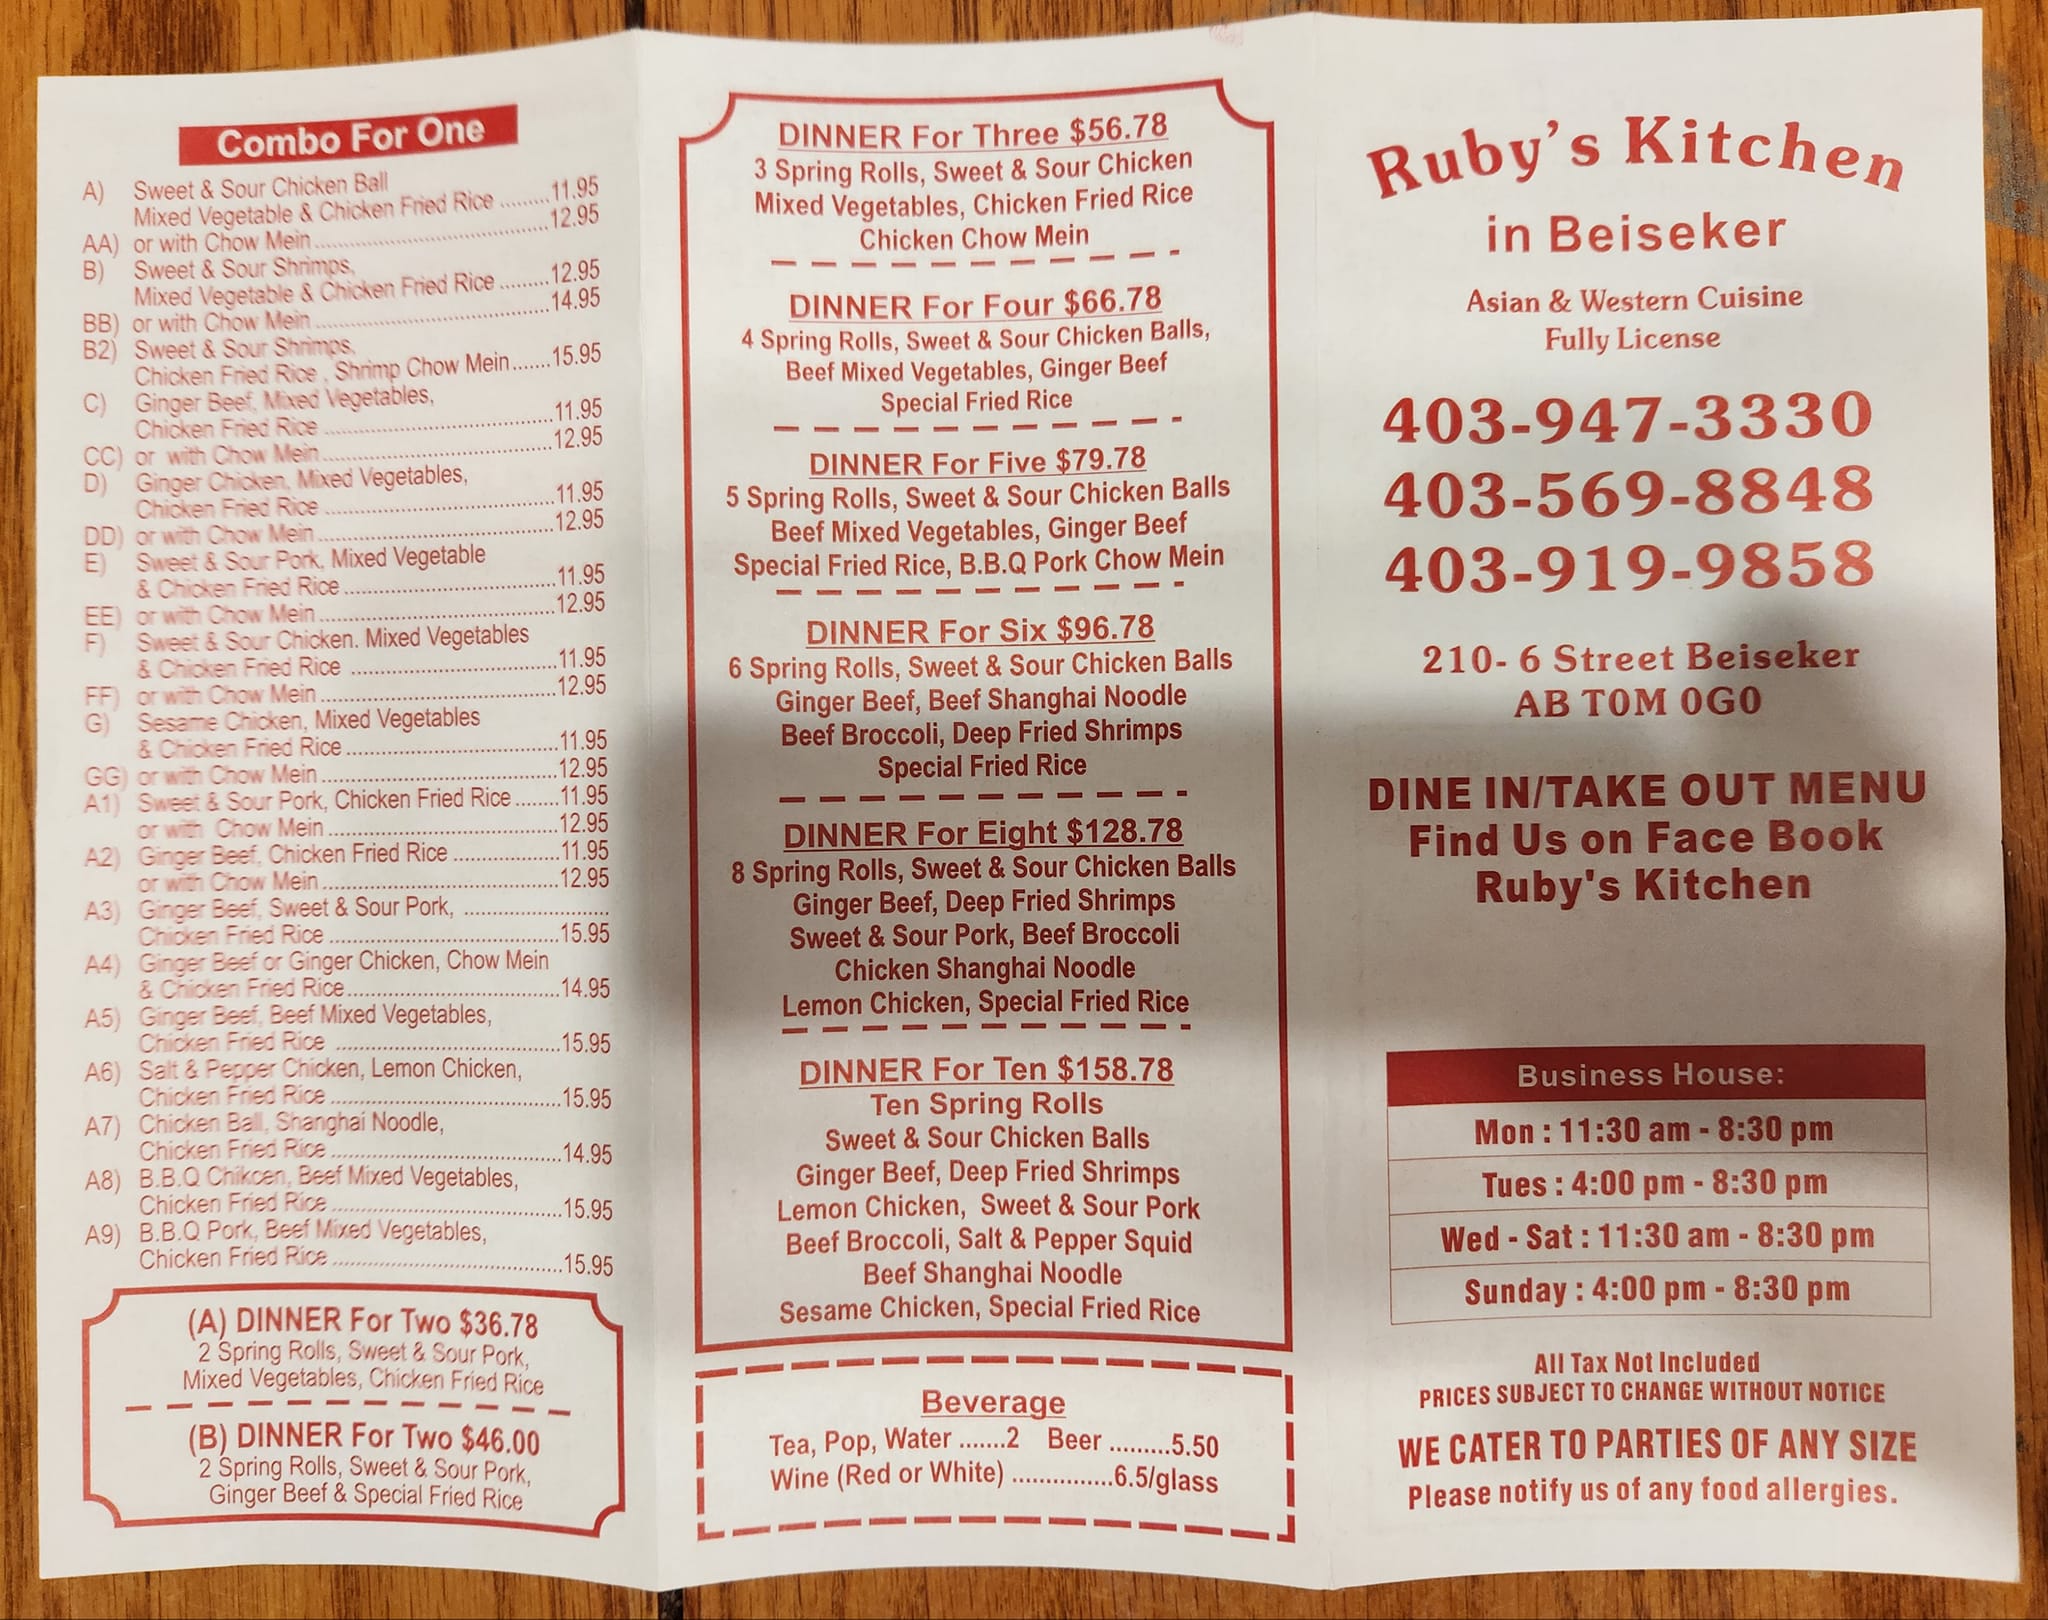 Combo For One
A) Sweet & Sour Chicken Ball
Mixed Vegetable & Chicken Fried Rice .........11.95
AA) or with Chow Mein..........................................12.95
B) Sweet & Sour Shrimps,
Mixed Vegetable & Chicken Fried Rice .........12.95
BB) or with Chow Mein..........................................14.95
B2) Sweet & Sour Shrimps,
Chicken Fried Rice , Shrimp Chow Mein.......15.95
C) Ginger Beef, Mixed Vegetables,
Chicken Fried Rice ..........................................11.95
CC) or with Chow Mein..........................................12.95
D) Ginger Chicken, Mixed Vegetables,
Chicken Fried Rice ..........................................11.95
DD) or with Chow Mein..........................................12.95
E) Sweet & Sour Pork, Mixed Vegetable
& Chicken Fried Rice ......................................11.95
EE) or with Chow Mein ..........................................12.95
F) Sweet & Sour Chicken. Mixed Vegetables
& Chicken Fried Rice .....................................11.95
FF) or with Chow Mein ..........................................12.95
G) Sesame Chicken, Mixed Vegetables
& Chicken Fried Rice......................................11.95
GG) or with Chow Mein ..........................................12.95
A1) Sweet & Sour Pork, Chicken Fried Rice ........11.95
or with Chow Mein .........................................12.95
A2) Ginger Beef, Chicken Fried Rice ...................11.95
or with Chow Mein..........................................12.95
A3) Ginger Beef, Sweet & Sour Pork, ..........................
Chicken Fried Rice .........................................15.95
A4) Ginger Beef or Ginger Chicken, Chow Mein
& Chicken Fried Rice......................................14.95
A5) Ginger Beef, Beef Mixed Vegetables,
Chicken Fried Rice ........................................15.95
A6) Salt & Pepper Chicken, Lemon Chicken,
Chicken Fried Rice .........................................15.95
A7) Chicken Ball, Shanghai Noodle,
Chicken Fried Rice .........................................14.95
A8) B.B.Q Chikcen, Beef Mixed Vegetables,
Chicken Fried Rice .........................................15.95
A9) B.B.Q Pork, Beef Mixed Vegetables,
Chicken Fried Rice .........................................15.95
(A) DINNER For Two $36.78
2 Spring Rolls, Sweet & Sour Pork,
Mixed Vegetables, Chicken Fried Rice
(B) DINNER For Two $46.00
2 Spring Rolls, Sweet & Sour Pork,
Ginger Beef & Special Fried Rice
DINNER For Three $56.78
3 Spring Rolls, Sweet & Sour Chicken
Mixed Vegetables, Chicken Fried Rice
Chicken Chow Mein
DINNER For Four $66.78
4 Spring Rolls, Sweet & Sour Chicken Balls,
Beef Mixed Vegetables, Ginger Beef
Special Fried Rice
DINNER For Five $79.78
5 Spring Rolls, Sweet & Sour Chicken Balls
Beef Mixed Vegetables, Ginger Beef
Special Fried Rice, B.B.Q Pork Chow Mein
DINNER For Six $96.78
6 Spring Rolls, Sweet & Sour Chicken Balls
Ginger Beef, Beef Shanghai Noodle
Beef Broccoli, Deep Fried Shrimps
Special Fried Rice
DINNER For Eight $128.78
8 Spring Rolls, Sweet & Sour Chicken Balls
Ginger Beef, Deep Fried Shrimps
Sweet & Sour Pork, Beef Broccoli
Chicken Shanghai Noodle
Lemon Chicken, Special Fried Rice
DINNER For Ten $158.78
Ten Spring Rolls
Sweet & Sour Chicken Balls
Ginger Beef, Deep Fried Shrimps
Lemon Chicken, Sweet & Sour Pork
Beef Broccoli, Salt & Pepper Squid
Beef Shanghai Noodle
Sesame Chicken, Special Fried Rice
Beverage
Tea, Pop, Water .......2 Beer .........5.50
Wine (Red or White) ...............6.5/glass
Ruby's Kitchen
in Beiseker
Asian & Western Cuisine
Fully License
403-947-3330
403-569-8848
403-919-9858
210- 6 Street Beiseker
AB T0M 0G0
DINE IN/TAKE OUT MENU
Find Us on Face Book
Ruby's Kitchen
Business House:
Mon : 11:30 am - 8:30 pm
Tues : 4:00 pm - 8:30 pm
Wed - Sat : 11:30 am - 8:30 pm
Sunday : 4:00 pm - 8:30 pm
All Tax Not Included
PRICES SUBJECT TO CHANGE WITHOUT NOTICE
WE CATER TO PARTIES OF ANY SIZE
Please notify us of any food allergies.